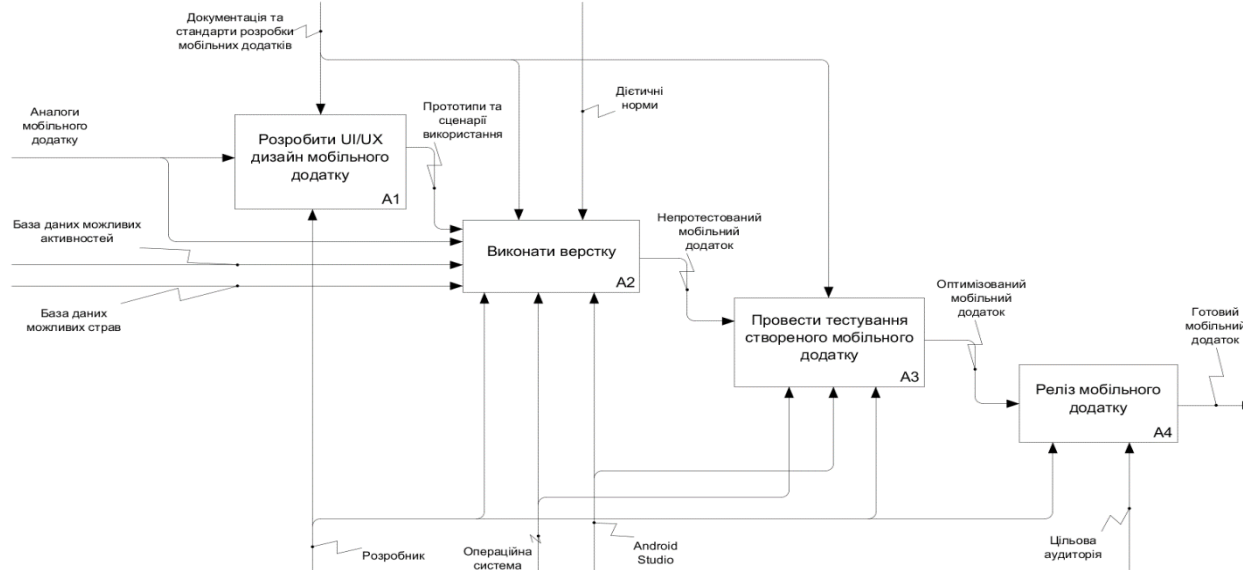 Документація та
стандарти розробки
мобільних додатків
Дієтичні
норми
Аналоги
мобільного
додатку
Прототипи та
сценарії
використання
Розробити UI/UX
дизайн мобільного
додатку
A1
База даних можливих
активностей
Виконати верстку
A2
Непротестований
мобільний
додаток
База даних
можливих страв
Оптимізований
мобільний
додаток
Провести тестування
створеного мобільного
додатку
A3
Готовий
мобільний
додаток
Реліз мобільного
додатку
A4
Розробник
Операційна
система
Android
Studio
Цільова
аудиторія